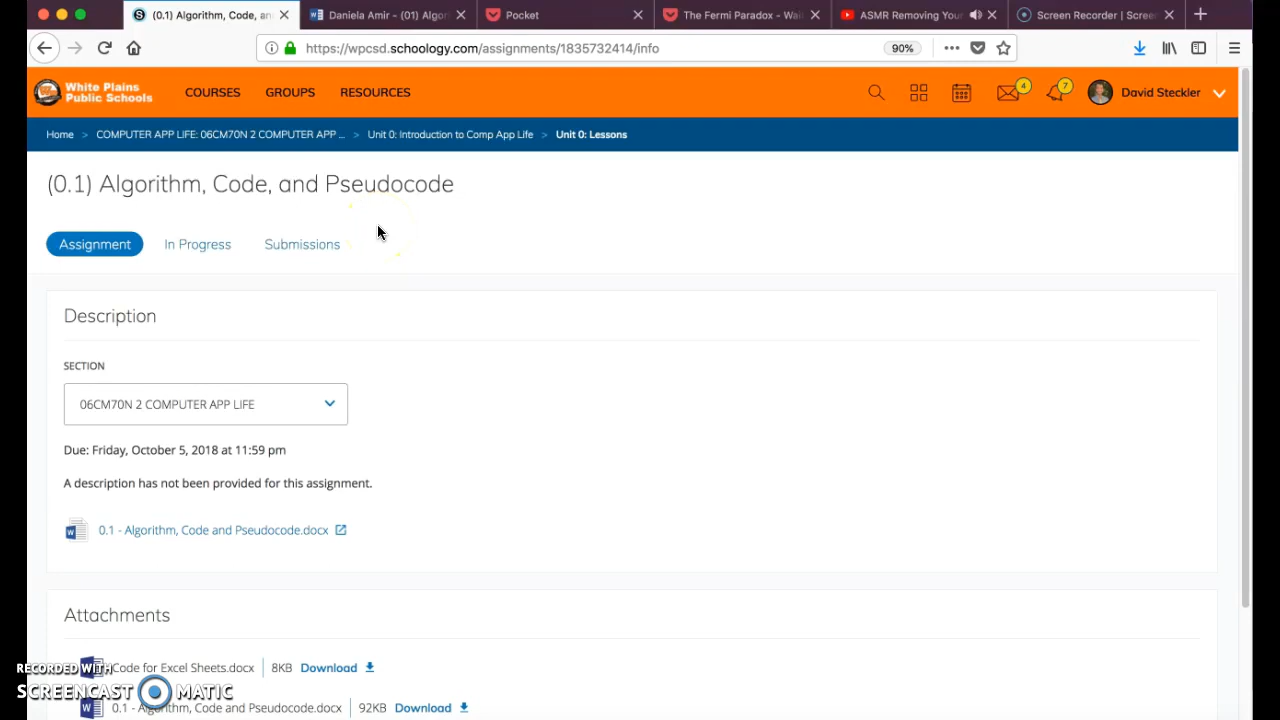 (0.1) Algorithm, Code, an
Daniela Amir - (01) Algor
Pocket
The Fermi Paradox - Wai
ASMR Removing Your
Screen Recorder | Scree
https://wpcsd.schoology.com/assignments/1835732414/info
90%
White Plains
Public Schools
COURSES
GROUPS
RESOURCES
4
7
David Steckler
Home > COMPUTER APP LIFE: 06CM70N 2 COMPUTER APP ... > Unit 0: Introduction to Comp App Life > Unit 0: Lessons
(0.1) Algorithm, Code, and Pseudocode
Assignment
In Progress
Submissions
Description
SECTION
06CM70N 2 COMPUTER APP LIFE
Due: Friday, October 5, 2018 at 11:59 pm
A description has not been provided for this assignment.
0.1 - Algorithm, Code and Pseudocode.docx
Attachments
Code for Excel Sheets.docx | 8KB Download
0.1 - Algorithm, Code and Pseudocode.docx | 92KB Download
RECORDED WITH
SCREENCAST MATIC